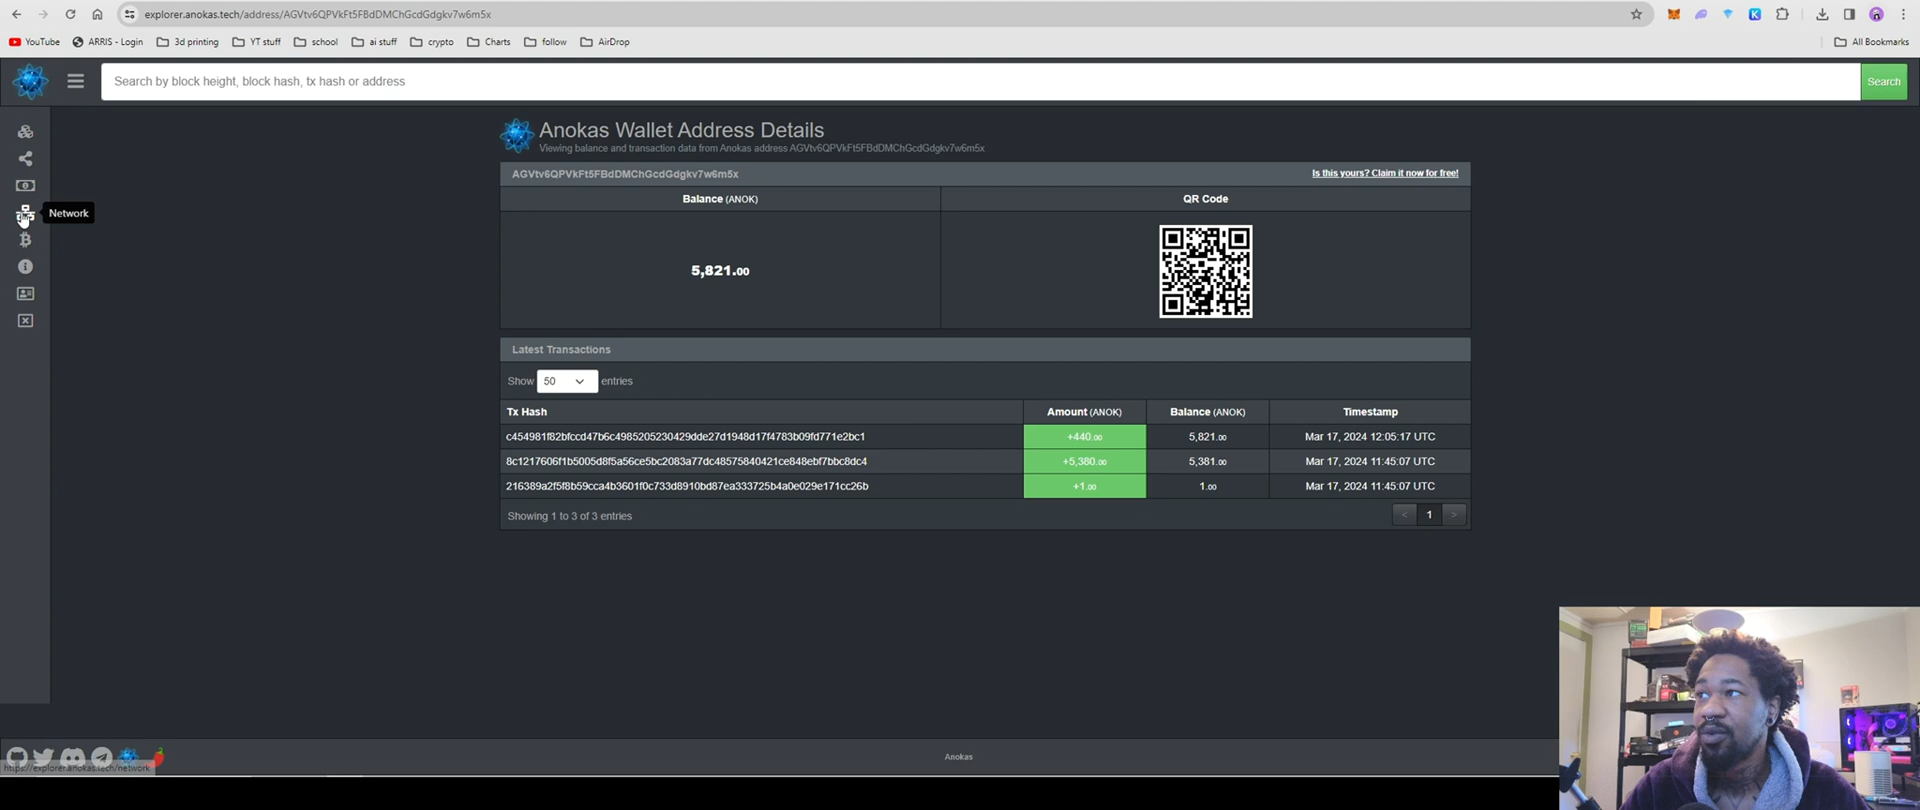 explorer.anokas.tech/address/AGVtv6QPVkFt5FBdDMChGcdGdgkv7w6m5x
YouTube ARRIS - Login 3d printing YT stuff school ai stuff crypto Charts follow AirDrop All Bookmarks
Search by block height, block hash, tx hash or address Search
Anokas Wallet Address Details
Viewing balance and transaction data from Anokas address AGVtv6QPVkFt5FBdDMChGcdGdgkv7w6m5x
AGVtv6QPVkFt5FBdDMChGcdGdgkv7w6m5x Is this yours? Claim it now for free!
Balance (ANOK) QR Code
Network
5,821.00
Latest Transactions
Show 50 entries
Tx Hash Amount (ANOK) Balance (ANOK) Timestamp
c454981f82bfccd47b6c4985205230429dde27d1948d17f4783b09fd771e2bc1 +440.00 5,821.00 Mar 17, 2024 12:05:17 UTC
8c1217606f1b5005d8f5a56ce5bc2083a77dc48575840421ce848ebf7bbc8dc4 +5,380.00 5,381.00 Mar 17, 2024 11:45:07 UTC
216389a2f5f8b59cca4b3601f0c733d8910bd87ea333725b4a0e029e171cc26b +1.00 1.00 Mar 17, 2024 11:45:07 UTC
Showing 1 to 3 of 3 entries < 1 >
Anokas
https://explorer.anokas.tech/network